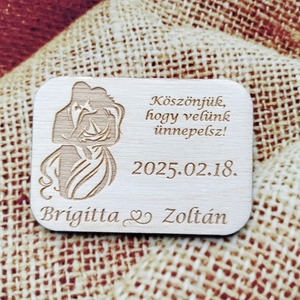 Köszönjük,
hogy velünk
ünnepelsz!
2025.02.18.
Brigitta Zoltán